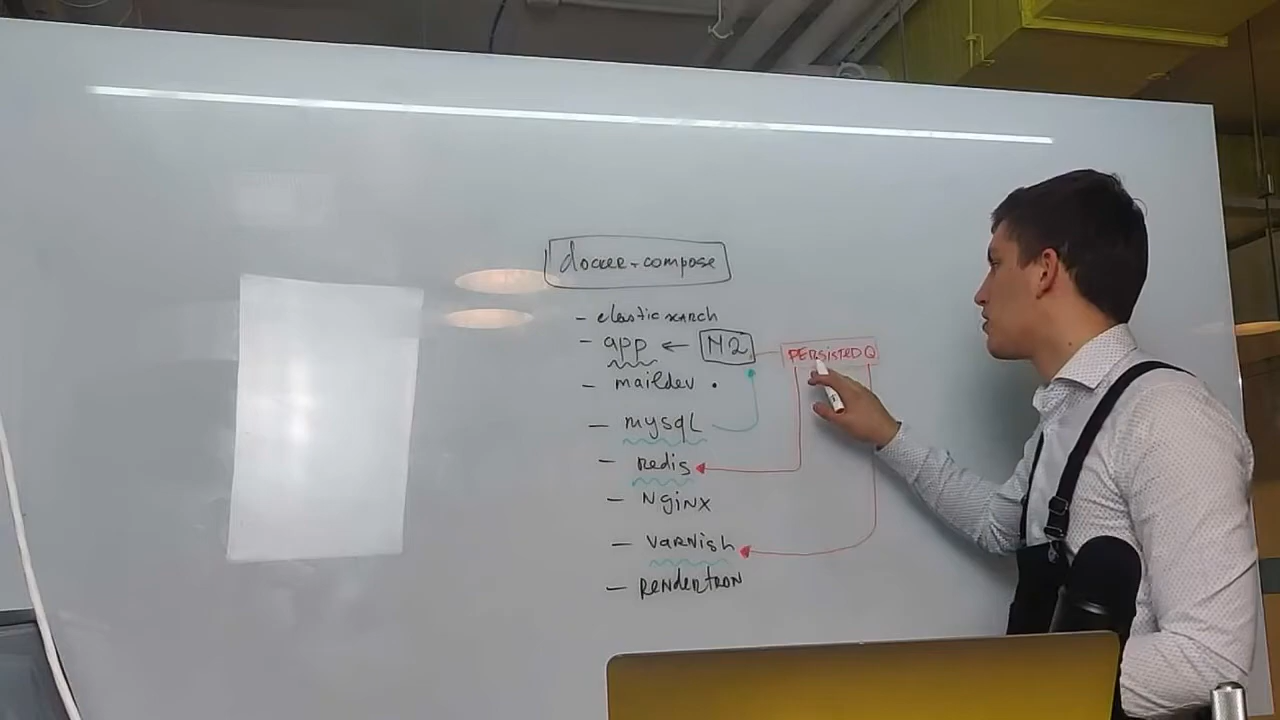 docker-compose
- elasticsearch
- app ← M2 PERSISTED Q
- maildev .
- mysql
- Redis
- Nginx
- Varnish
- Rendertron